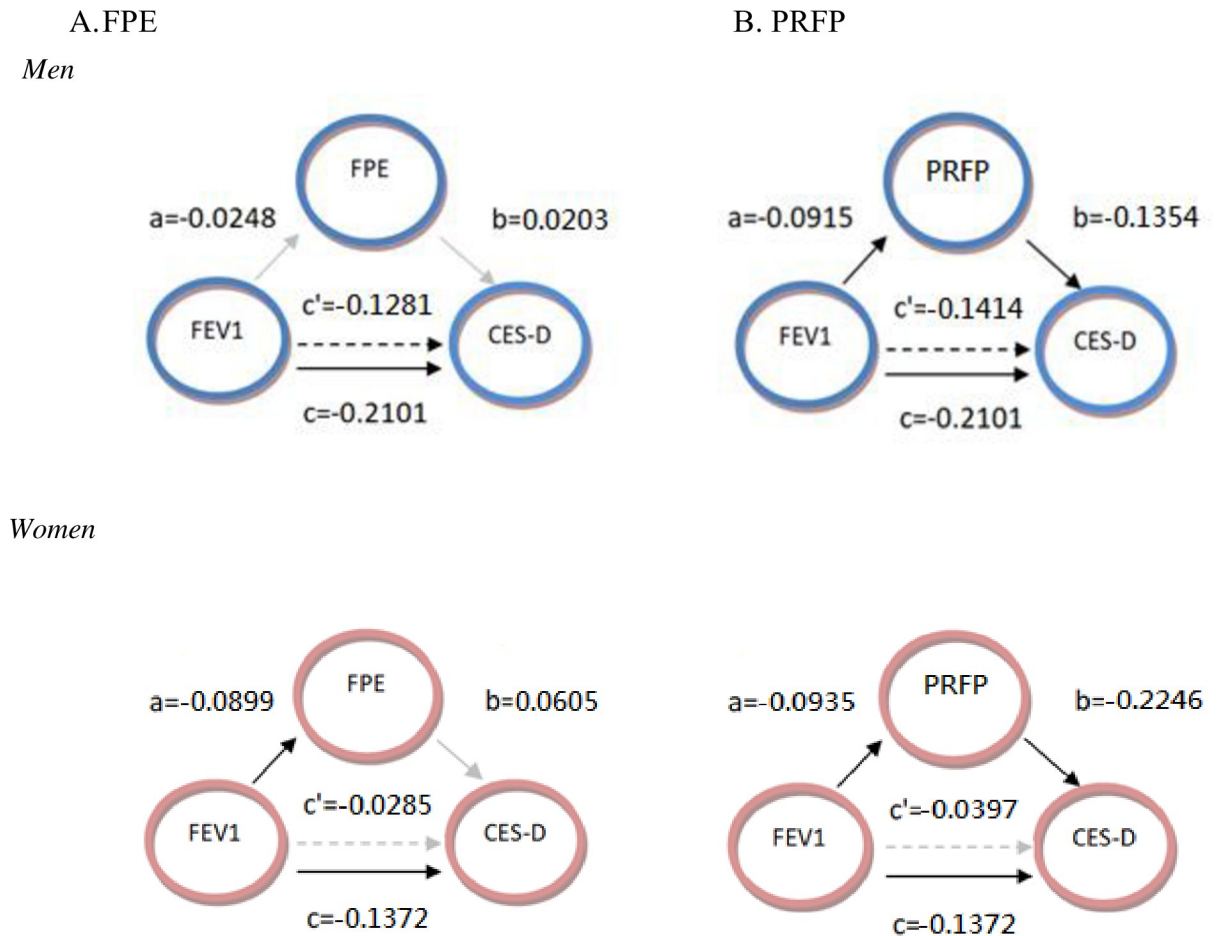 A. FPE
B. PRFP
Men
FPE
a=-0.0248
b=0.0203
FEV1
c'=-0.1281
CES-D
c=-0.2101
PRFP
a=-0.0915
b=-0.1354
FEV1
c'=-0.1414
CES-D
c=-0.2101
Women
FPE
a=-0.0899
b=0.0605
FEV1
c'=-0.0285
CES-D
c=-0.1372
PRFP
a=-0.0935
b=-0.2246
FEV1
c'=-0.0397
CES-D
c=-0.1372